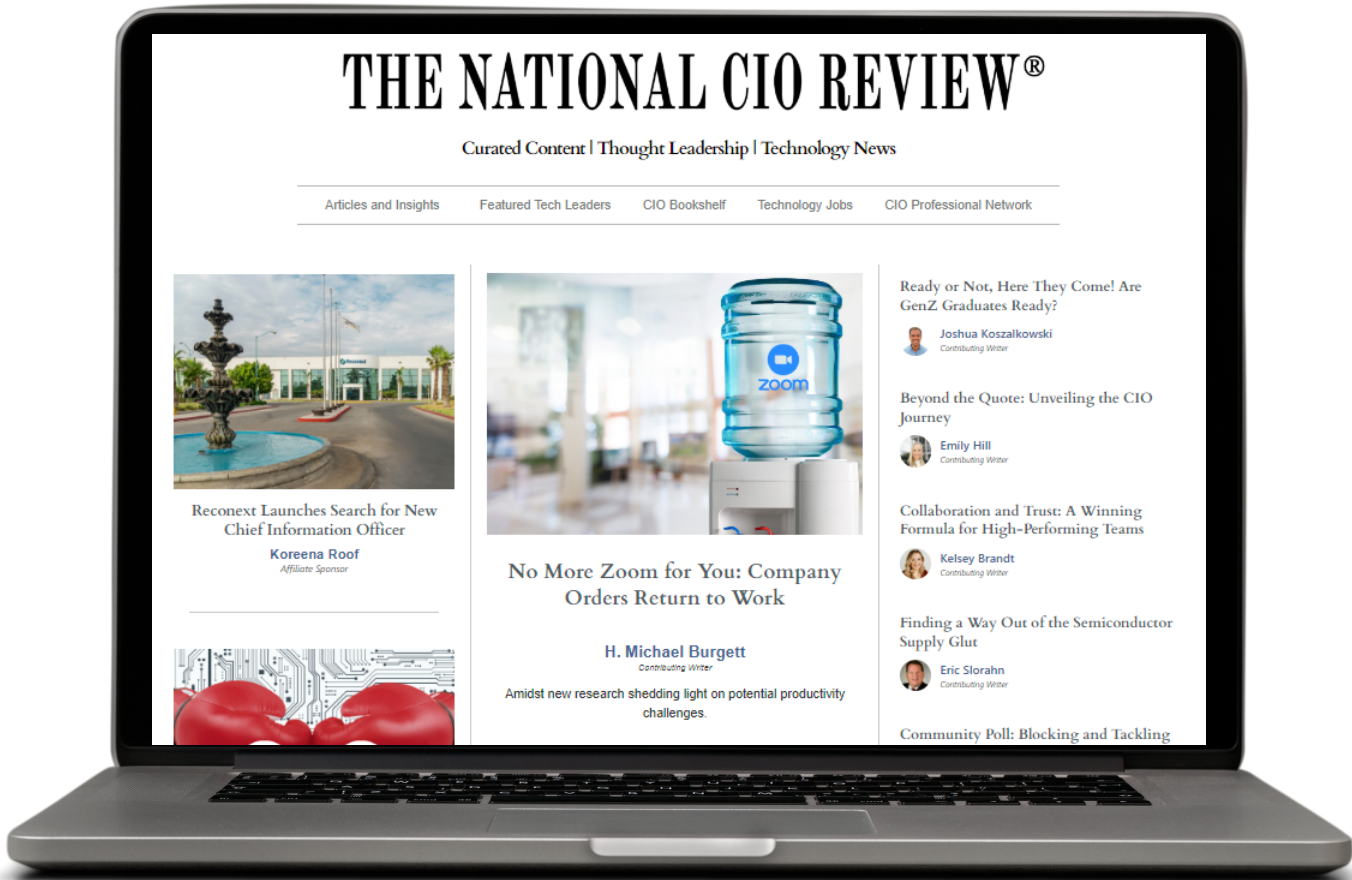 THE NATIONAL CIO REVIEW®
Curated Content | Thought Leadership | Technology News
Articles and Insights
Featured Tech Leaders
CIO Bookshelf
Technology Jobs
CIO Professional Network
Reconext
Reconext Launches Search for New
Chief Information Officer
Koreena Roof
Affiliate Sponsor
zoom
No More Zoom for You: Company
Orders Return to Work
H. Michael Burgett
Contributing Writer
Amidst new research shedding light on potential productivity
challenges.
Ready or Not, Here They Come! Are
GenZ Graduates Ready?
Joshua Koszalkowski
Contributing Writer
Beyond the Quote: Unveiling the CIO
Journey
Emily Hill
Contributing Writer
Collaboration and Trust: A Winning
Formula for High-Performing Teams
Kelsey Brandt
Contributing Writer
Finding a Way Out of the Semiconductor
Supply Glut
Eric Slorahn
Contributing Writer
Community Poll: Blocking and Tackling